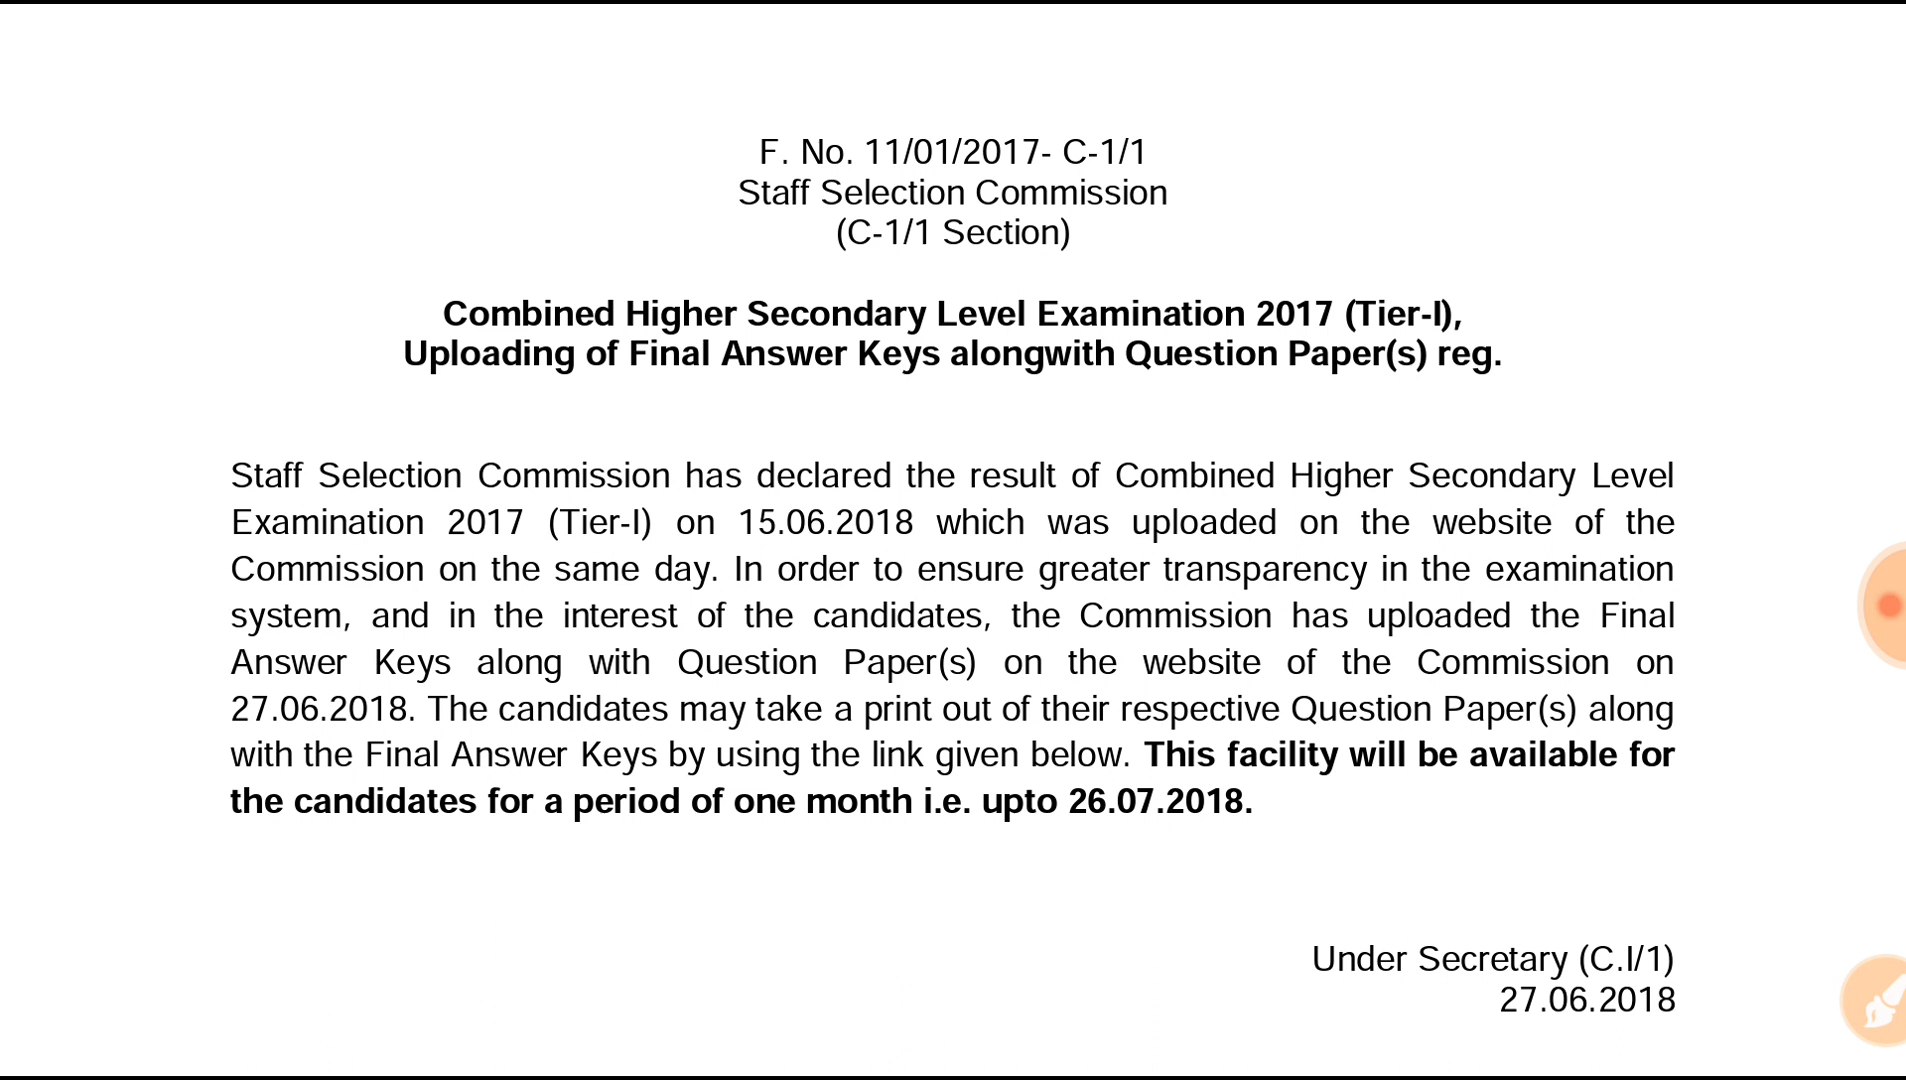 F. No. 11/01/2017- C-1/1
Staff Selection Commission
(C-1/1 Section)
Combined Higher Secondary Level Examination 2017 (Tier-I),
Uploading of Final Answer Keys alongwith Question Paper(s) reg.
Staff Selection Commission has declared the result of Combined Higher Secondary Level
Examination 2017 (Tier-I) on 15.06.2018 which was uploaded on the website of the
Commission on the same day. In order to ensure greater transparency in the examination
system, and in the interest of the candidates, the Commission has uploaded the Final
Answer Keys along with Question Paper(s) on the website of the Commission on
27.06.2018. The candidates may take a print out of their respective Question Paper(s) along
with the Final Answer Keys by using the link given below. This facility will be available for
the candidates for a period of one month i.e. upto 26.07.2018.
Under Secretary (C.I/1)
27.06.2018